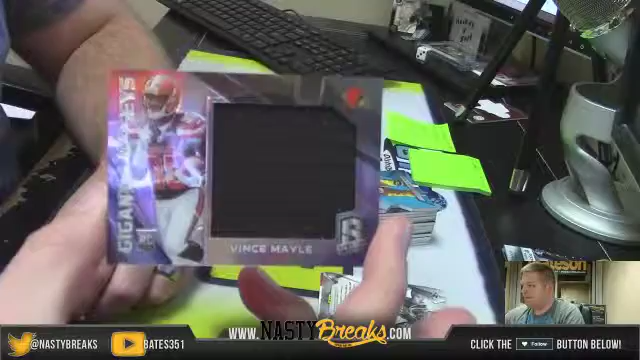 GIGANTIC JERSEYS
VINCE MAYLE
@NASTYBREAKS
BATES351
WWW.NASTYBreaks.COM
CLICK THE
Follow
BUTTON BELOW!